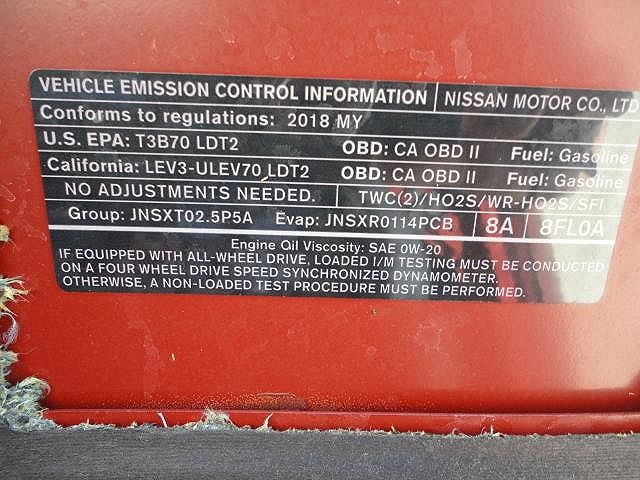 VEHICLE EMISSION CONTROL INFORMATION | NISSAN MOTOR CO., LTD
Conforms to regulations: 2018 MY
U.S. EPA: T3B70 LDT2 OBD: CA OBD II Fuel: Gasoline
California: LEV3-ULEV70 LDT2 OBD: CA OBD II Fuel: Gasoline
NO ADJUSTMENTS NEEDED. TWC(2)/HO2S/WR-HO2S/SFI
Group: JNSXT02.5P5A Evap: JNSXR0114PCB 8A 8FL0A
Engine Oil Viscosity: SAE 0W-20
IF EQUIPPED WITH ALL-WHEEL DRIVE, LOADED I/M TESTING MUST BE CONDUCTED
ON A FOUR WHEEL DRIVE SPEED SYNCHRONIZED DYNAMOMETER.
OTHERWISE, A NON-LOADED TEST PROCEDURE MUST BE PERFORMED.